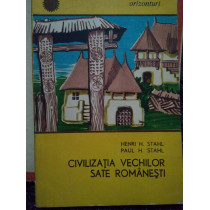 orizonturi
HENRI H. STAHL
PAUL H. STAHL
CIVILIZAȚIA VECHILOR
SATE ROMÂNEȘTI